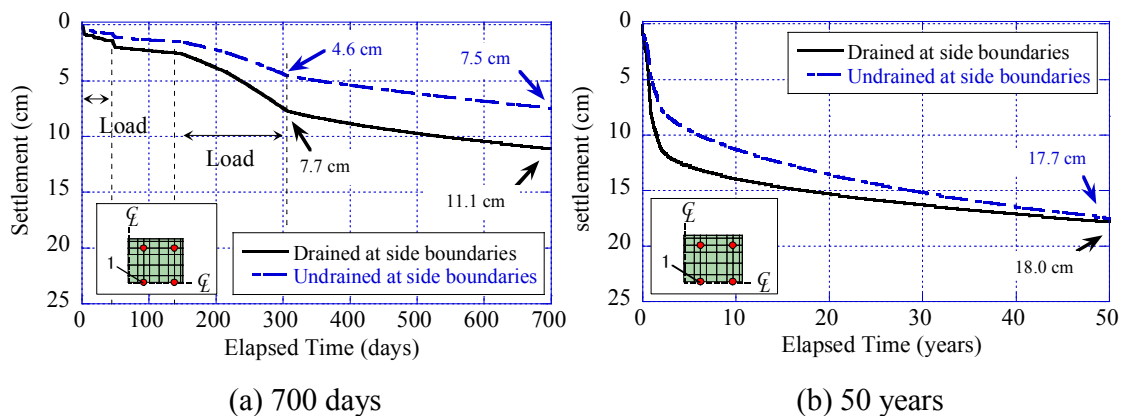 0
5
10
15
20
25
Settlement (cm)
4.6 cm
7.5 cm
Load
Load
7.7 cm
11.1 cm
℄
1
℄
Drained at side boundaries
Undrained at side boundaries
0 100 200 300 400 500 600 700
Elapsed Time (days)
(a) 700 days
0
5
10
15
20
25
settlement (cm)
Drained at side boundaries
Undrained at side boundaries
17.7 cm
18.0 cm
℄
1
℄
0 10 20 30 40 50
Elapsed Time (years)
(b) 50 years